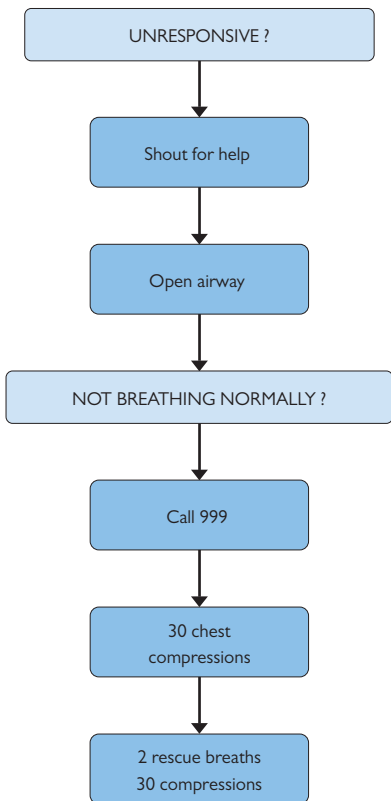 UNRESPONSIVE ?
Shout for help
Open airway
NOT BREATHING NORMALLY ?
Call 999
30 chest
compressions
2 rescue breaths
30 compressions